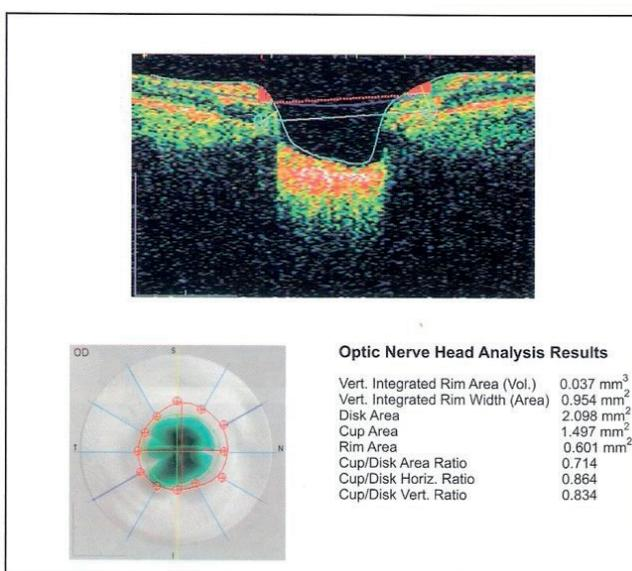 OD
S
T
N
I
Optic Nerve Head Analysis Results
Vert. Integrated Rim Area (Vol.) 0.037 mm³
Vert. Integrated Rim Width (Area) 0.954 mm²
Disk Area 2.098 mm²
Cup Area 1.497 mm²
Rim Area 0.601 mm²
Cup/Disk Area Ratio 0.714
Cup/Disk Horiz. Ratio 0.864
Cup/Disk Vert. Ratio 0.834